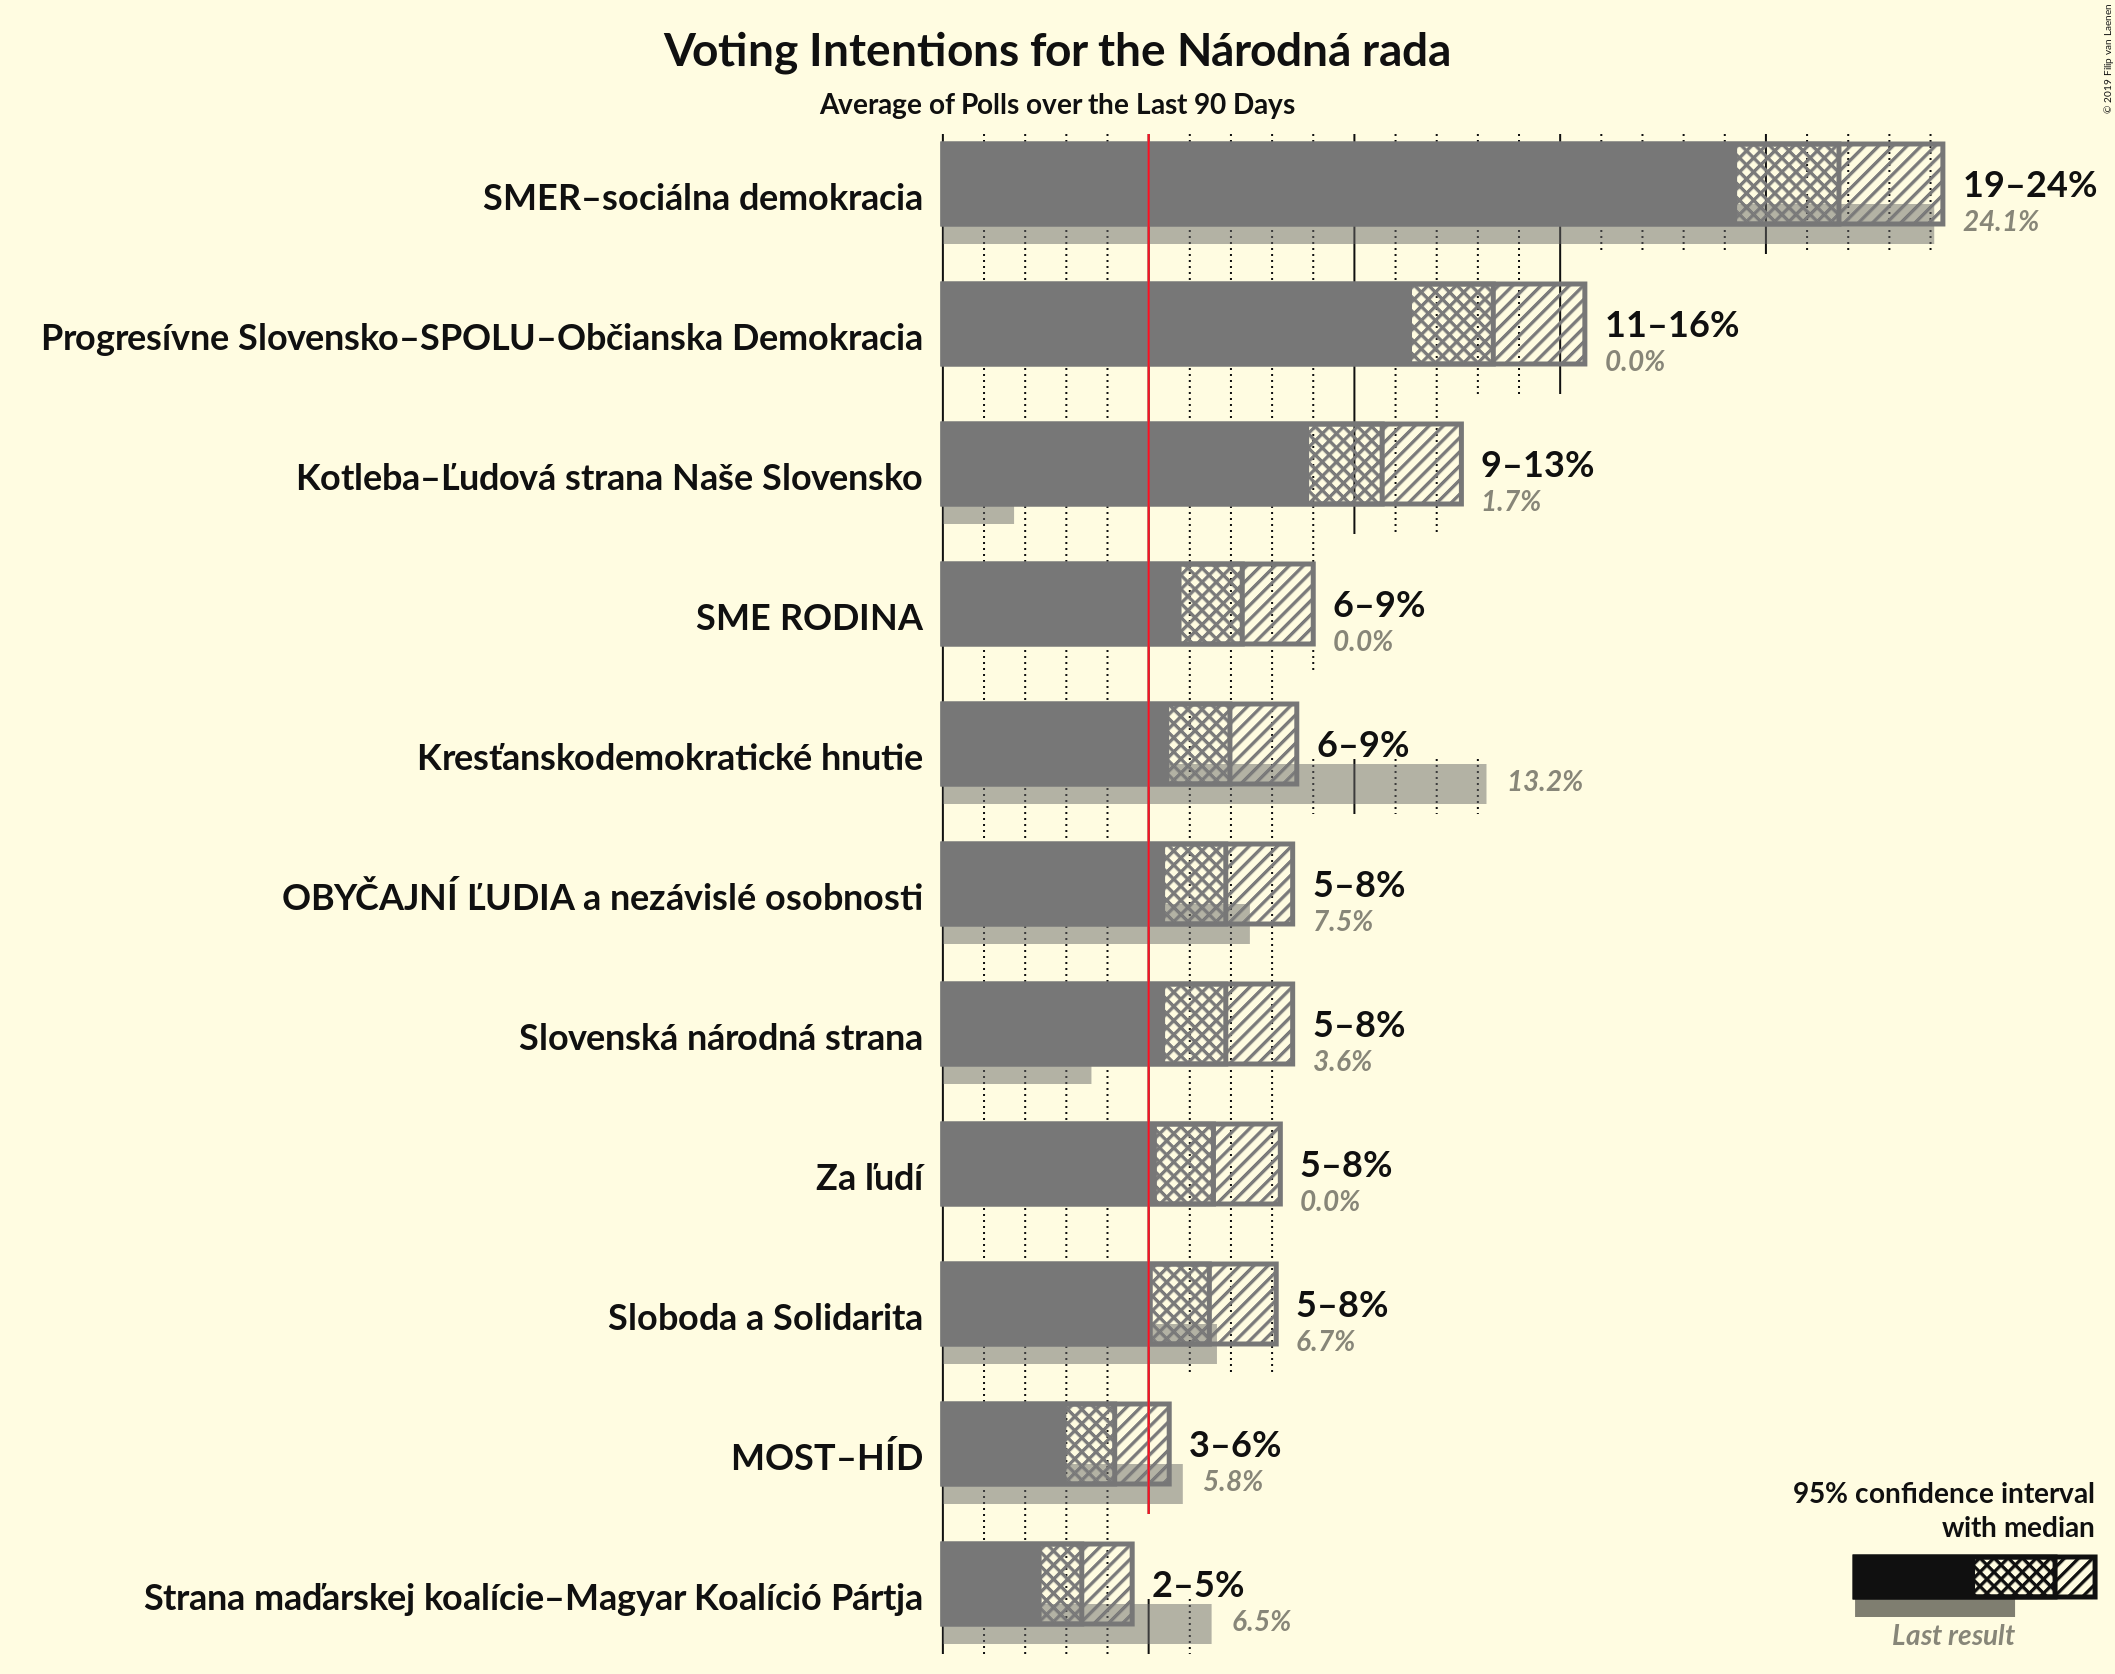 Voting Intentions for the Národná rada
Average of Polls over the Last 90 Days
© 2019 Filip van Laenen
SMER–sociálna demokracia
19–24%
24.1%
Progresívne Slovensko–SPOLU–Občianska Demokracia
11–16%
0.0%
Kotleba–Ľudová strana Naše Slovensko
9–13%
1.7%
SME RODINA
6–9%
0.0%
Kresťanskodemokratické hnutie
6–9%
13.2%
OBYČAJNÍ ĽUDIA a nezávislé osobnosti
5–8%
7.5%
Slovenská národná strana
5–8%
3.6%
Za ľudí
5–8%
0.0%
Sloboda a Solidarita
5–8%
6.7%
MOST–HÍD
3–6%
5.8%
Strana maďarskej koalície–Magyar Koalíció Pártja
2–5%
6.5%
95% confidence interval
with median
Last result